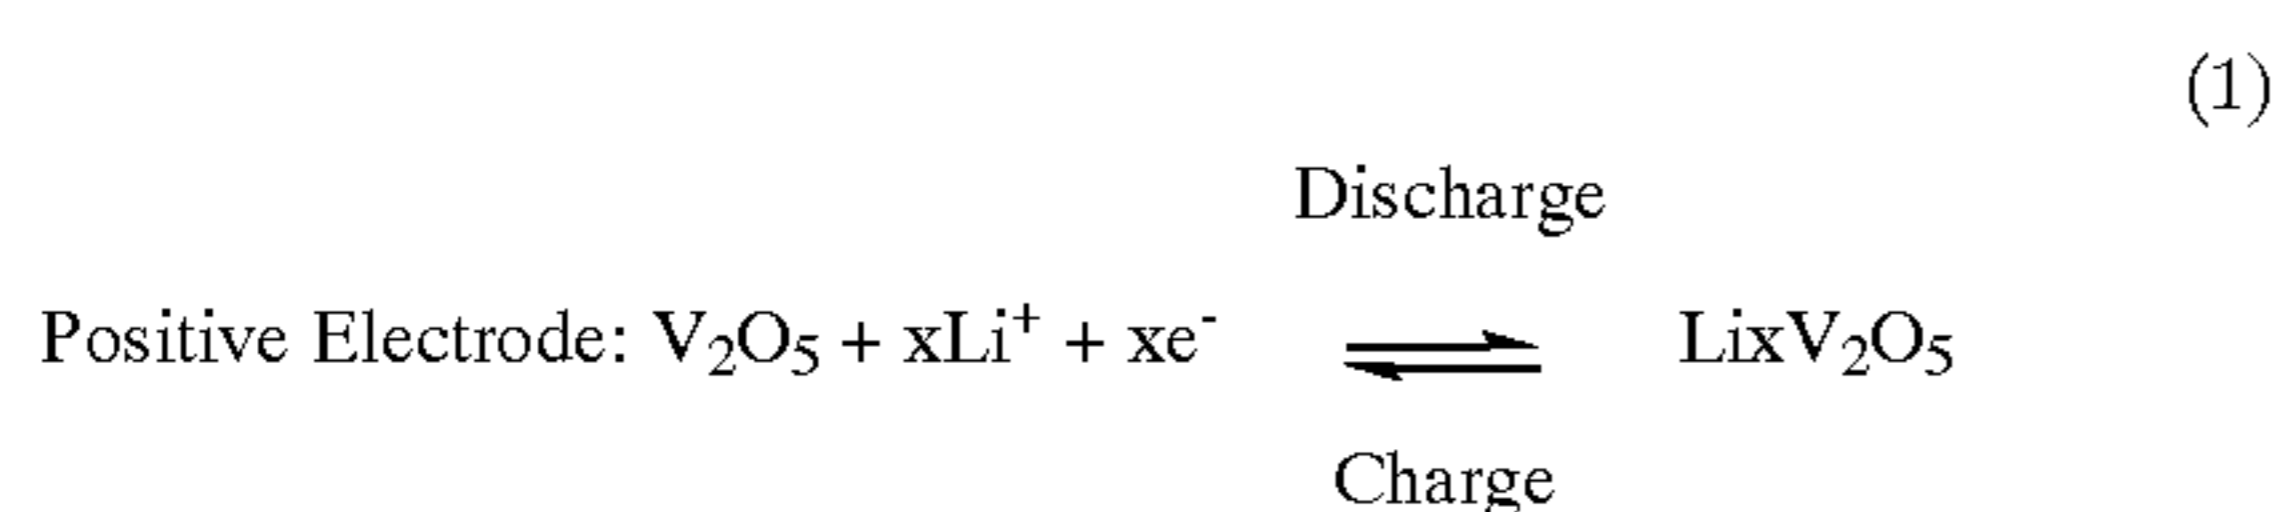 (1)
Discharge
Positive Electrode: V₂O₅ + xLi⁺ + xe⁻ ⇌ LixV₂O₅
Charge